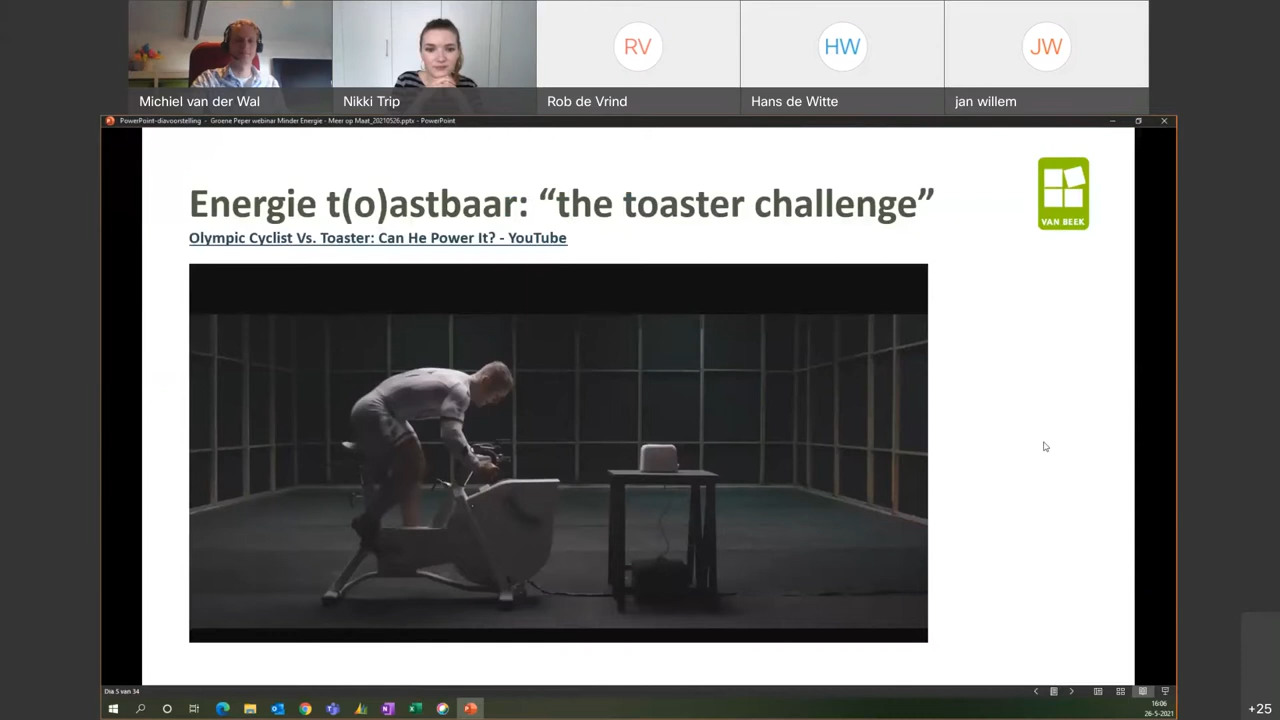 RV
HW
JW
Michiel van der Wal
Nikki Trip
Rob de Vrind
Hans de Witte
jan willem
PowerPoint-diavoorstelling - Groene Peper webinar Minder Energie - Meer op Maat_20210526.pptx - PowerPoint
Energie t(o)astbaar: “the toaster challenge”
VAN BEEK
Olympic Cyclist Vs. Toaster: Can He Power It? - YouTube
Dia 5 van 34
16:06
26-5-2021
+25